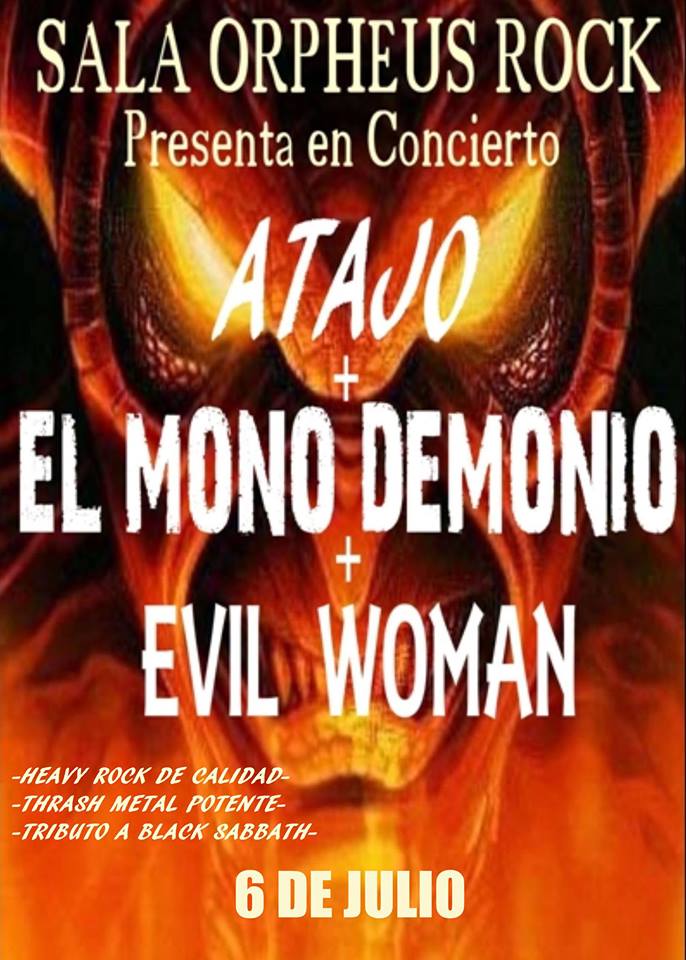 SALA ORPHEUS ROCK
Presenta en Concierto
ATAJO
+
EL MONO DEMONIO
+
EVIL WOMAN
-HEAVY ROCK DE CALIDAD-
-THRASH METAL POTENTE-
-TRIBUTO A BLACK SABBATH-
6 DE JULIO